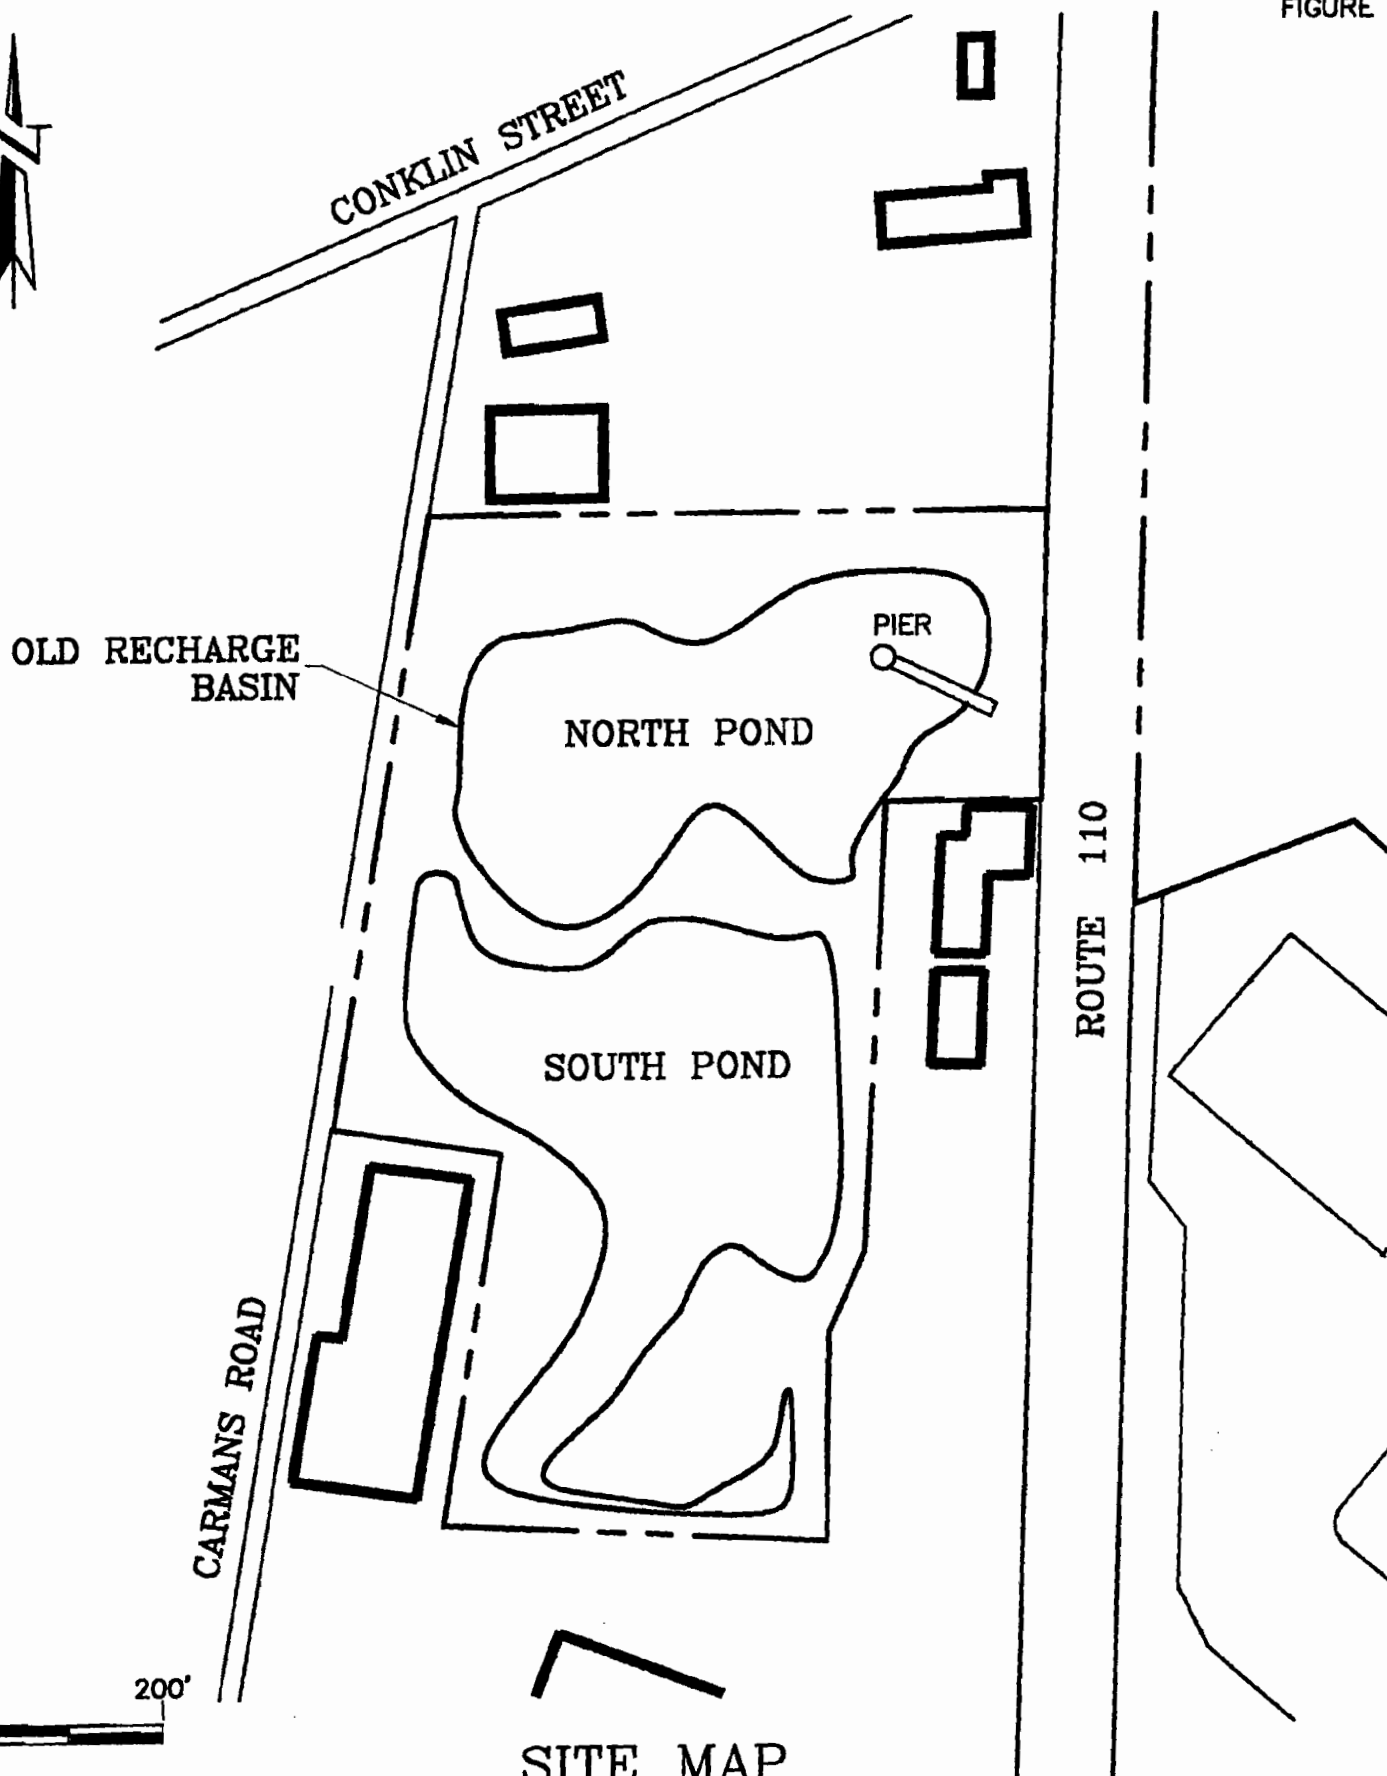 FIGURE
CONKLIN STREET
PIER
OLD RECHARGE
BASIN
NORTH POND
ROUTE 110
SOUTH POND
CARMANS ROAD
200'
SITE MAP